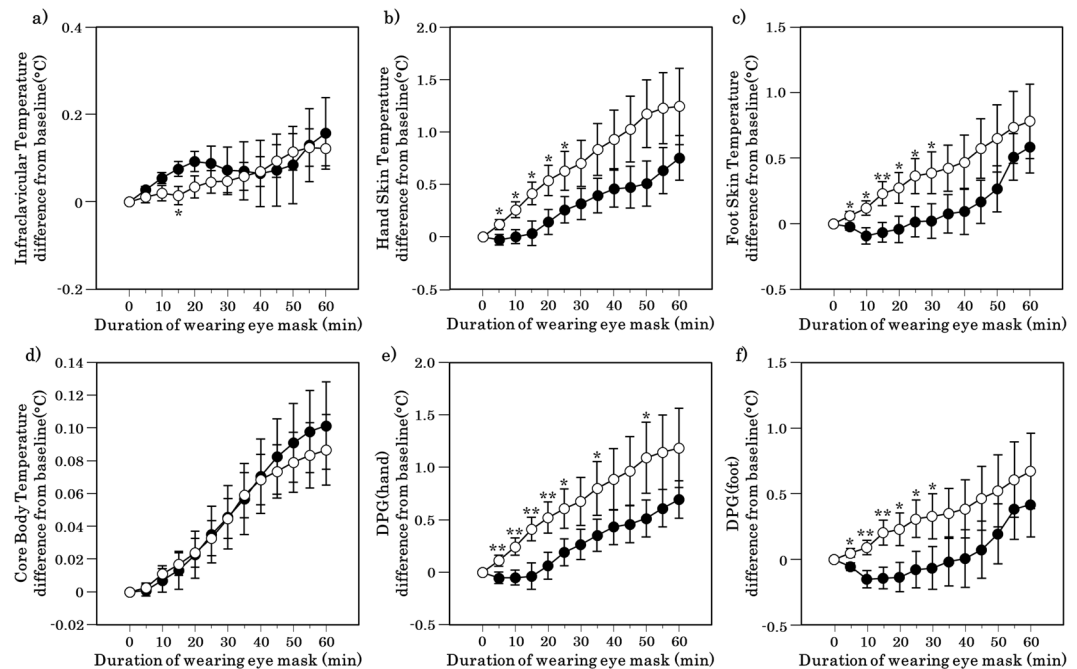 a)
Infraclavicular Temperature
difference from baseline(°C)
0.4
0.2
0
-0.2
0 10 20 30 40 50 60
*
Duration of wearing eye mask (min)
b)
Hand Skin Temperature
difference from baseline(°C)
2.0
1.5
1.0
0.5
0
-0.5
* * * * *
0 10 20 30 40 50 60
Duration of wearing eye mask (min)
c)
Foot Skin Temperature
difference from baseline(°C)
1.5
1.0
0.5
0
-0.5
* * ** * * *
0 10 20 30 40 50 60
Duration of wearing eye mask (min)
d)
Core Body Temperature
difference from baseline(°C)
0.14
0.12
0.10
0.08
0.06
0.04
0.02
0
-0.02
0 10 20 30 40 50 60
Duration of wearing eye mask (min)
e)
DPG(hand)
difference from baseline(°C)
2.0
1.5
1.0
0.5
0
-0.5
** ** ** ** * * *
0 10 20 30 40 50 60
Duration of wearing eye mask (min)
f)
DPG(foot)
difference from baseline(°C)
1.5
1.0
0.5
0
-0.5
* ** ** * * *
0 10 20 30 40 50 60
Duration of wearing eye mask (min)